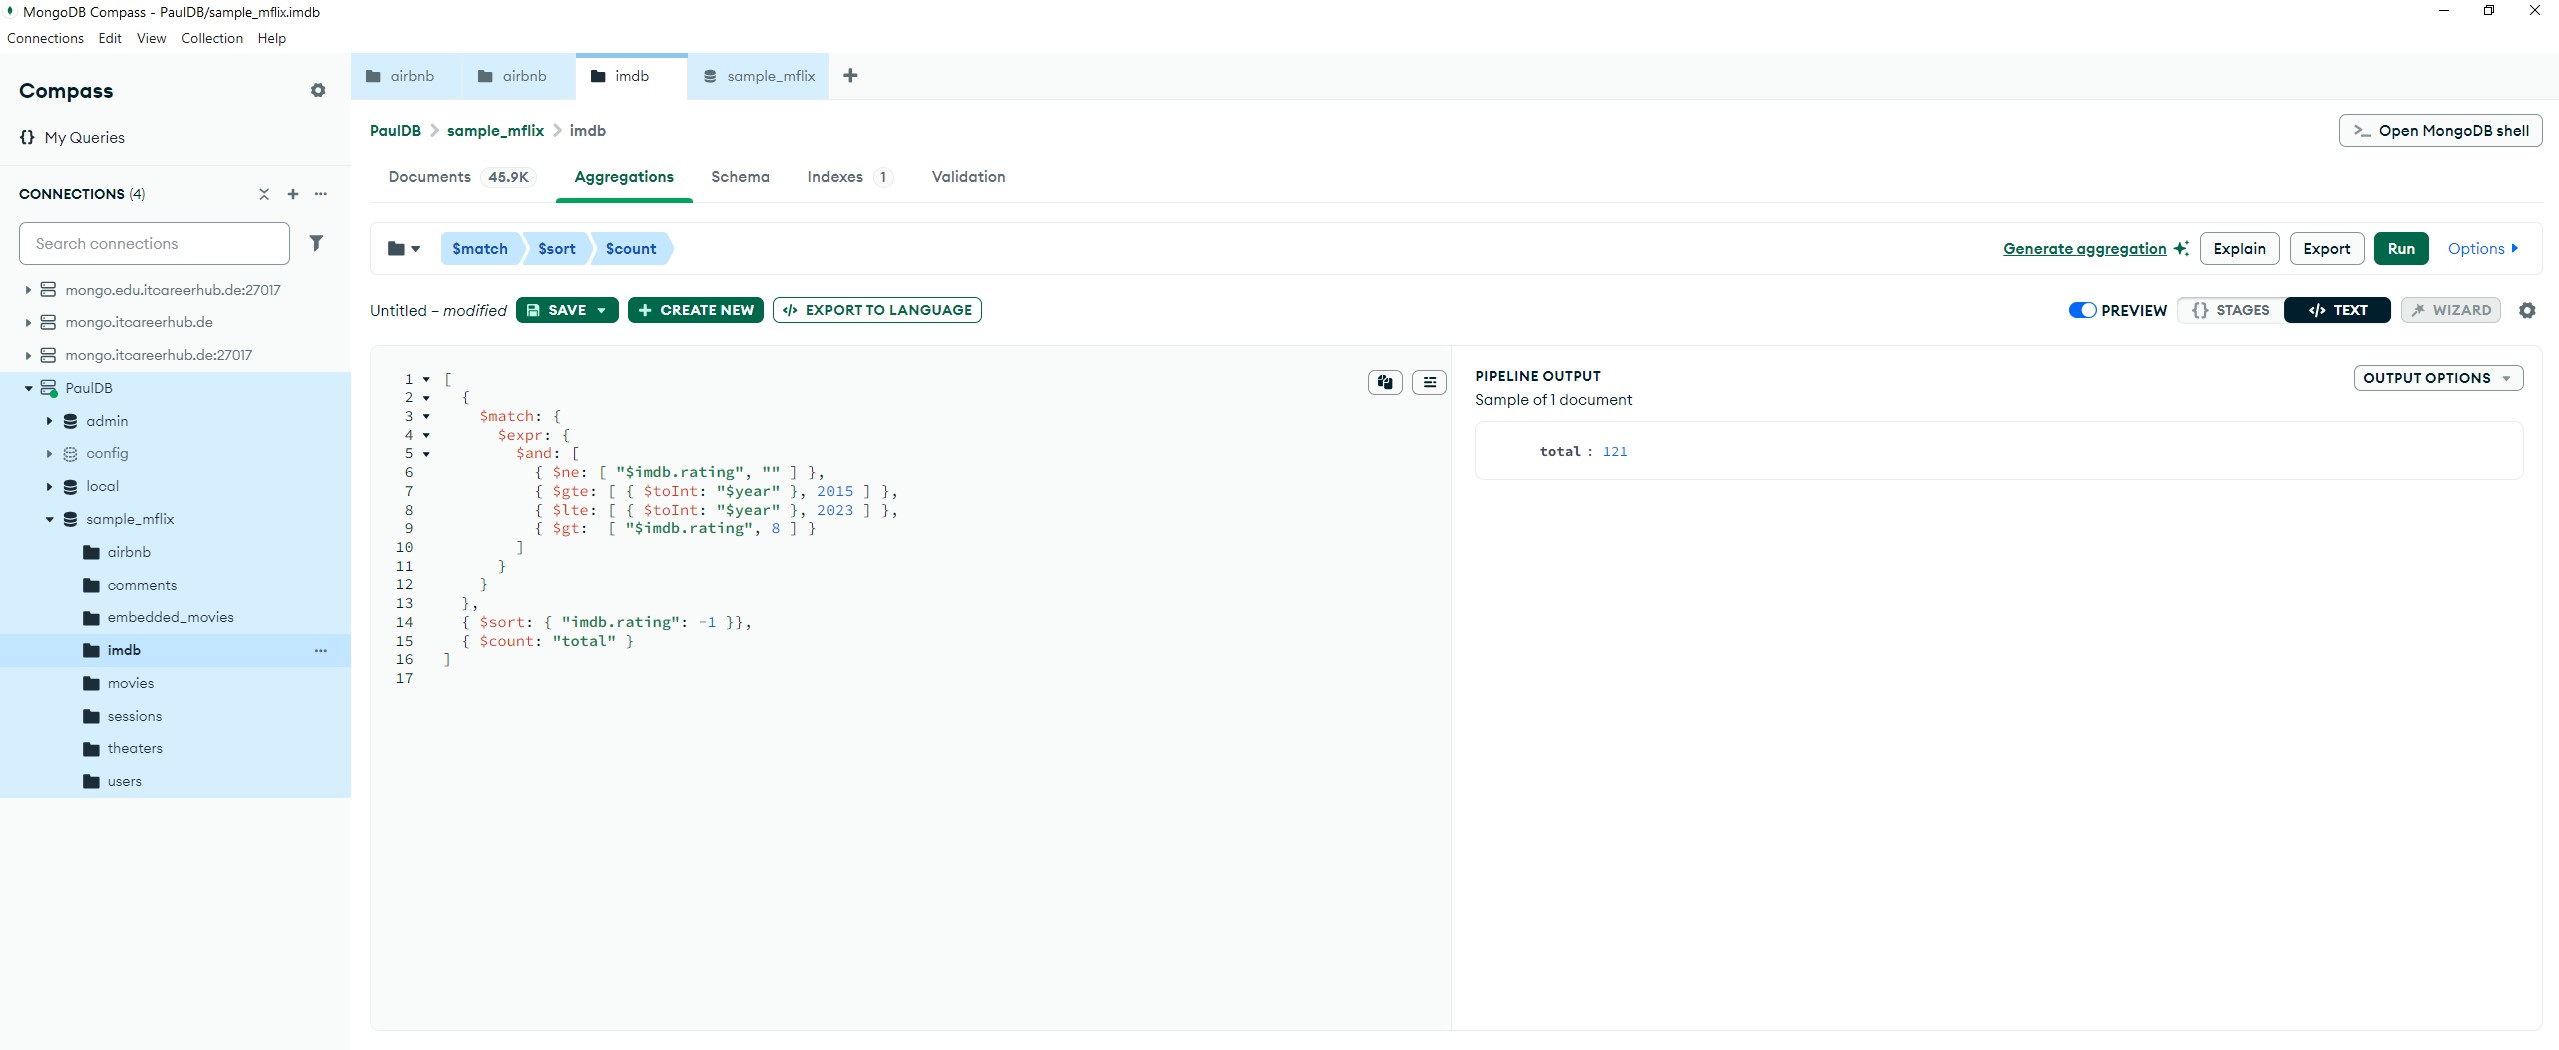 MongoDB Compass - PaulDB/sample_mflix.imdb
Connections Edit View Collection Help
Compass
{} My Queries
CONNECTIONS (4)
Search connections
mongo.edu.itcareerhub.de:27017
mongo.itcareerhub.de
mongo.itcareerhub.de:27017
PaulDB
admin
config
local
sample_mflix
airbnb
comments
embedded_movies
imdb
movies
sessions
theaters
users
airbnb airbnb imdb sample_mflix
PaulDB > sample_mflix > imdb
>_ Open MongoDB shell
Documents 45.9K Aggregations Schema Indexes 1 Validation
$match $sort $count
Generate aggregation Explain Export Run Options
Untitled – modified SAVE + CREATE NEW </> EXPORT TO LANGUAGE
PREVIEW {} STAGES </> TEXT WIZARD
1 [
2 {
3 $match: {
4 $expr: {
5 $and: [
6 { $ne: [ "$imdb.rating", "" ] },
7 { $gte: [ { $toInt: "$year" }, 2015 ] },
8 { $lte: [ { $toInt: "$year" }, 2023 ] },
9 { $gt:  [ "$imdb.rating", 8 ] }
10 ]
11 }
12 }
13 },
14 { $sort: { "imdb.rating": -1 }},
15 { $count: "total" }
16 ]
17
PIPELINE OUTPUT
Sample of 1 document
OUTPUT OPTIONS
total : 121